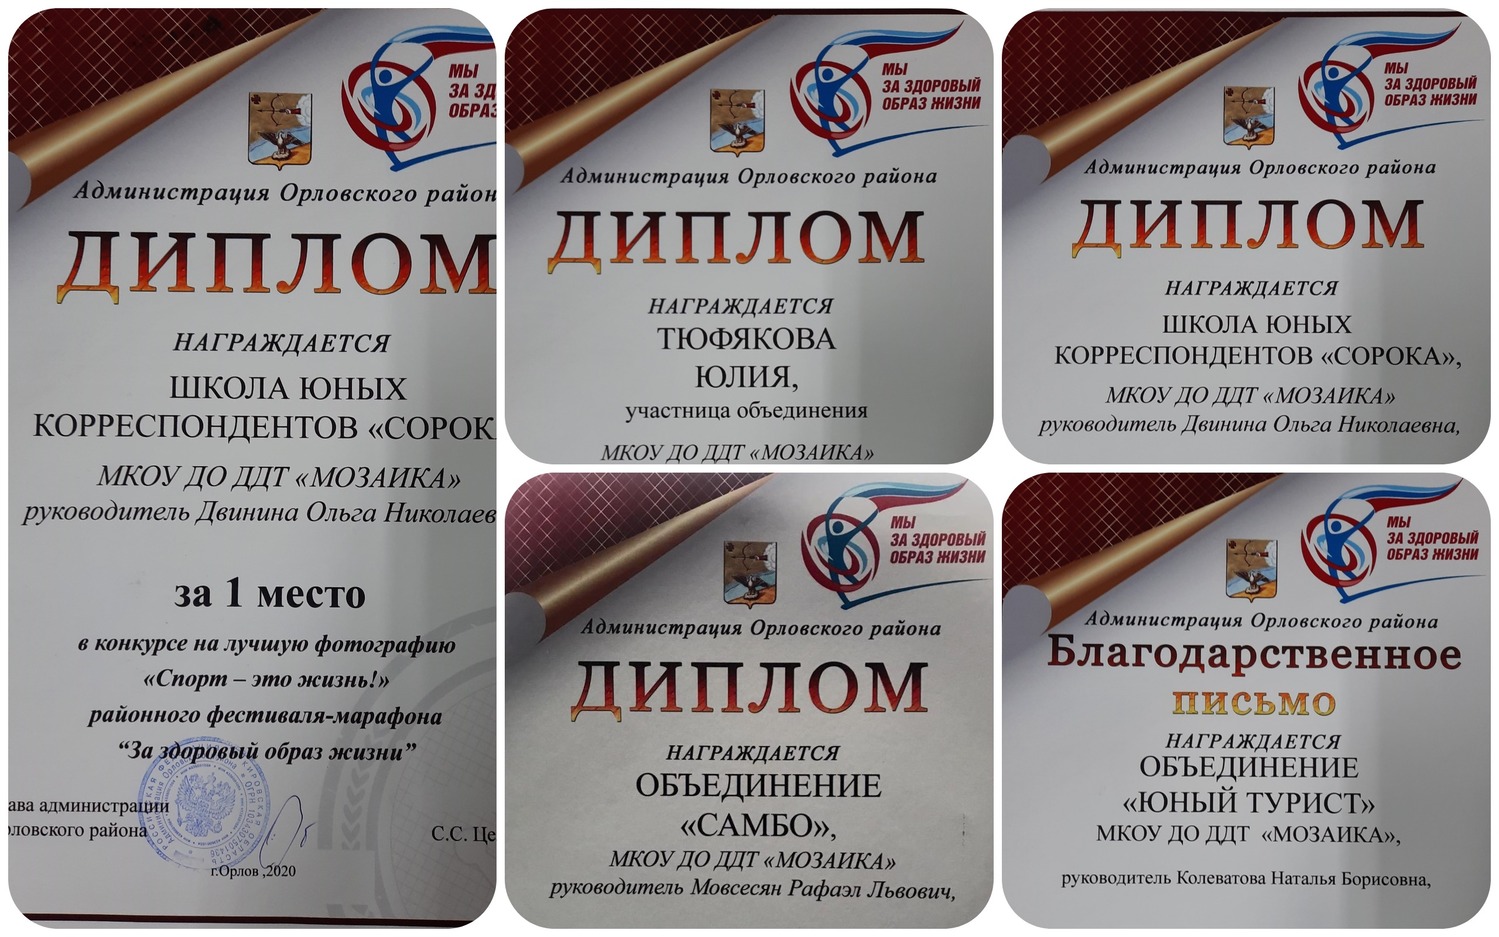 МЫ
ЗА ЗД
ОБРАЗ
Администрация Орловского район
ДИПЛОМ
НАГРАЖДАЕТСЯ
ШКОЛА ЮНЫХ
КОРРЕСПОНДЕНТОВ «СОРОК
МКОУ ДО ДДТ «МОЗАИКА»
руководитель Двинина Ольга Николаев
за 1 место
в конкурсе на лучшую фотографию
«Спорт – это жизнь!»
районного фестиваля-марафона
“За здоровый образ жизни”
ава администрации
рловского района
С.С. Це
г.Орлов ,2020
МЫ
ЗА ЗДОРОВЫЙ
ОБРАЗ ЖИЗНИ
Администрация Орловского района
ДИПЛОМ
НАГРАЖДАЕТСЯ
ТЮФЯКОВА
ЮЛИЯ,
участница объединения
МКОУ ДО ДДТ «МОЗАИКА»
МЫ
ЗА ЗДОРОВЫЙ
ОБРАЗ ЖИЗНИ
Администрация Орловского района
ДИПЛОМ
НАГРАЖДАЕТСЯ
ШКОЛА ЮНЫХ
КОРРЕСПОНДЕНТОВ «СОРОКА»,
МКОУ ДО ДДТ «МОЗАИКА»
руководитель Двинина Ольга Николаевна,
МЫ
ЗА ЗДОРОВЫЙ
ОБРАЗ ЖИЗНИ
Администрация Орловского района
ДИПЛОМ
НАГРАЖДАЕТСЯ
ОБЪЕДИНЕНИЕ
«САМБО»,
МКОУ ДО ДДТ «МОЗАИКА»
руководитель Мовсесян Рафаэл Львович,
МЫ
ЗА ЗДОРОВЫЙ
ОБРАЗ ЖИЗНИ
Администрация Орловского района
Благодарственное
письмо
НАГРАЖДАЕТСЯ
ОБЪЕДИНЕНИЕ
«ЮНЫЙ ТУРИСТ»
МКОУ ДО ДДТ «МОЗАИКА»,
руководитель Колеватова Наталья Борисовна,